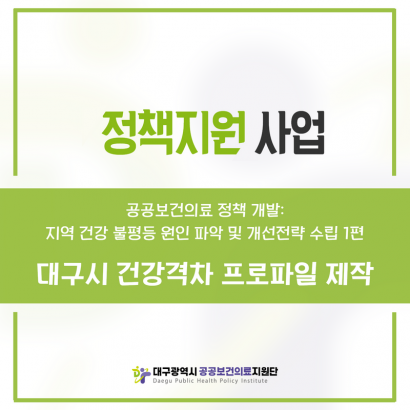 정책지원 사업
공공보건의료 정책 개발:
지역 건강 불평등 원인 파악 및 개선전략 수립 1편
대구시 건강격차 프로파일 제작
대구광역시 공공보건의료지원단
Daegu Public Health Policy Institute